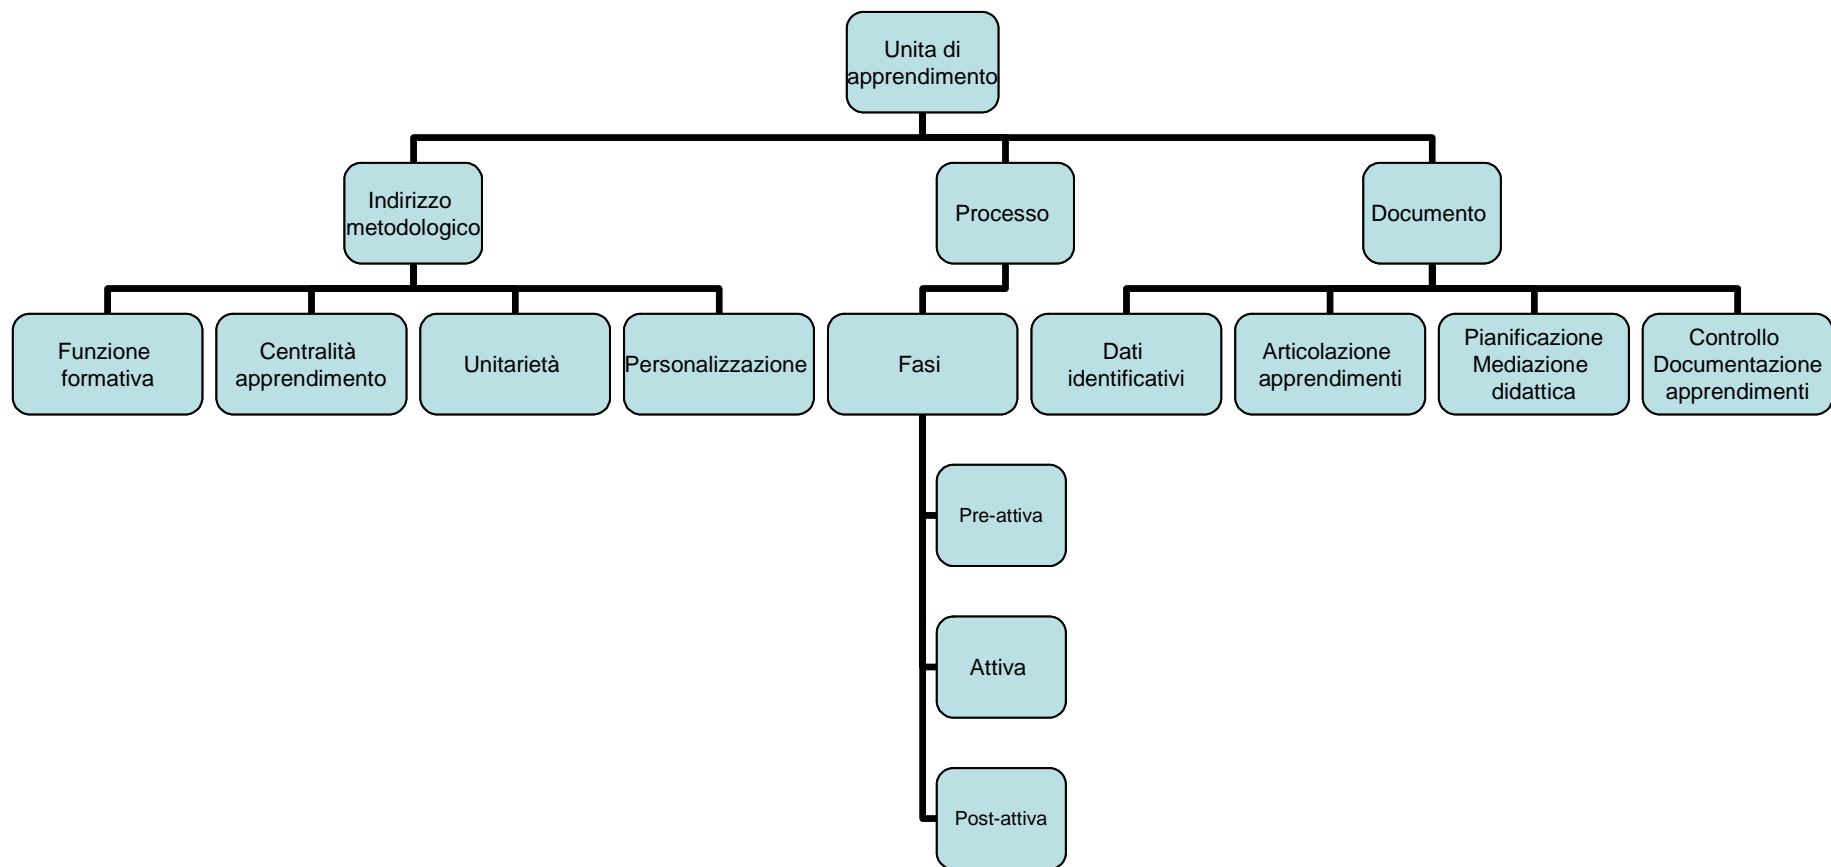 Unita di
apprendimento
Indirizzo
metodologico
Processo
Documento
Funzione
formativa
Centralità
apprendimento
Unitarietà
Personalizzazione
Fasi
Dati
identificativi
Articolazione
apprendimenti
Pianificazione
Mediazione
didattica
Controllo
Documentazione
apprendimenti
Pre-attiva
Attiva
Post-attiva